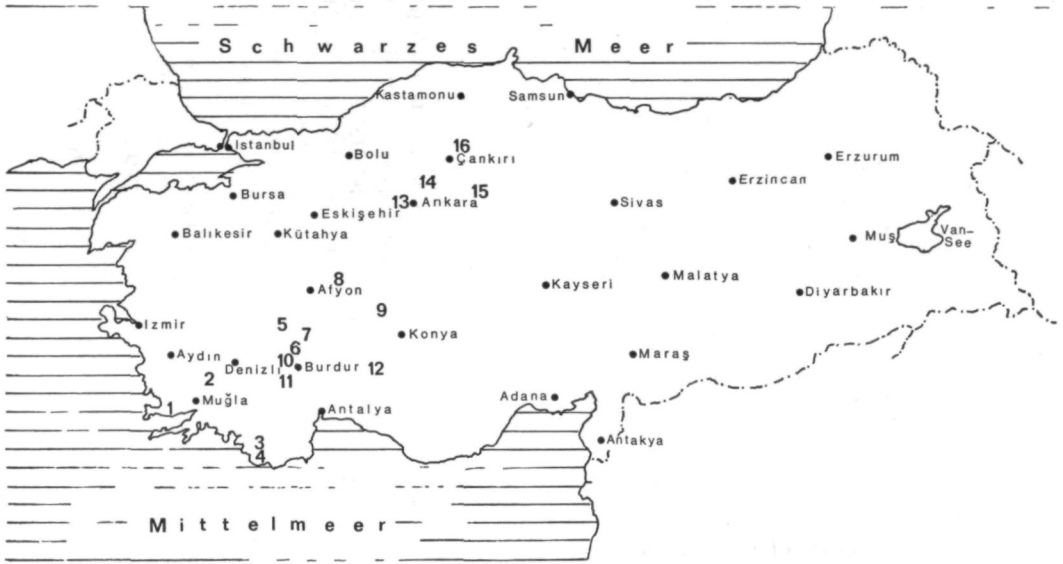 Schwarzes Meer
Kastamonu
Samsun
Istanbul
Bolu
16
Çankırı
Erzurum
Erzincan
Bursa
14
15
13
Ankara
Sivas
Eskişehir
Balıkesir
Kütahya
Muş
Van-
See
8
Afyon
Kayseri
Malatya
Diyarbakır
9
Izmir
5
7
Konya
6
Aydın
Denizli
10
Burdur
12
Maraş
2
11
Muğla
1
Antalya
Adana
3
4
Antakya
Mittelmeer